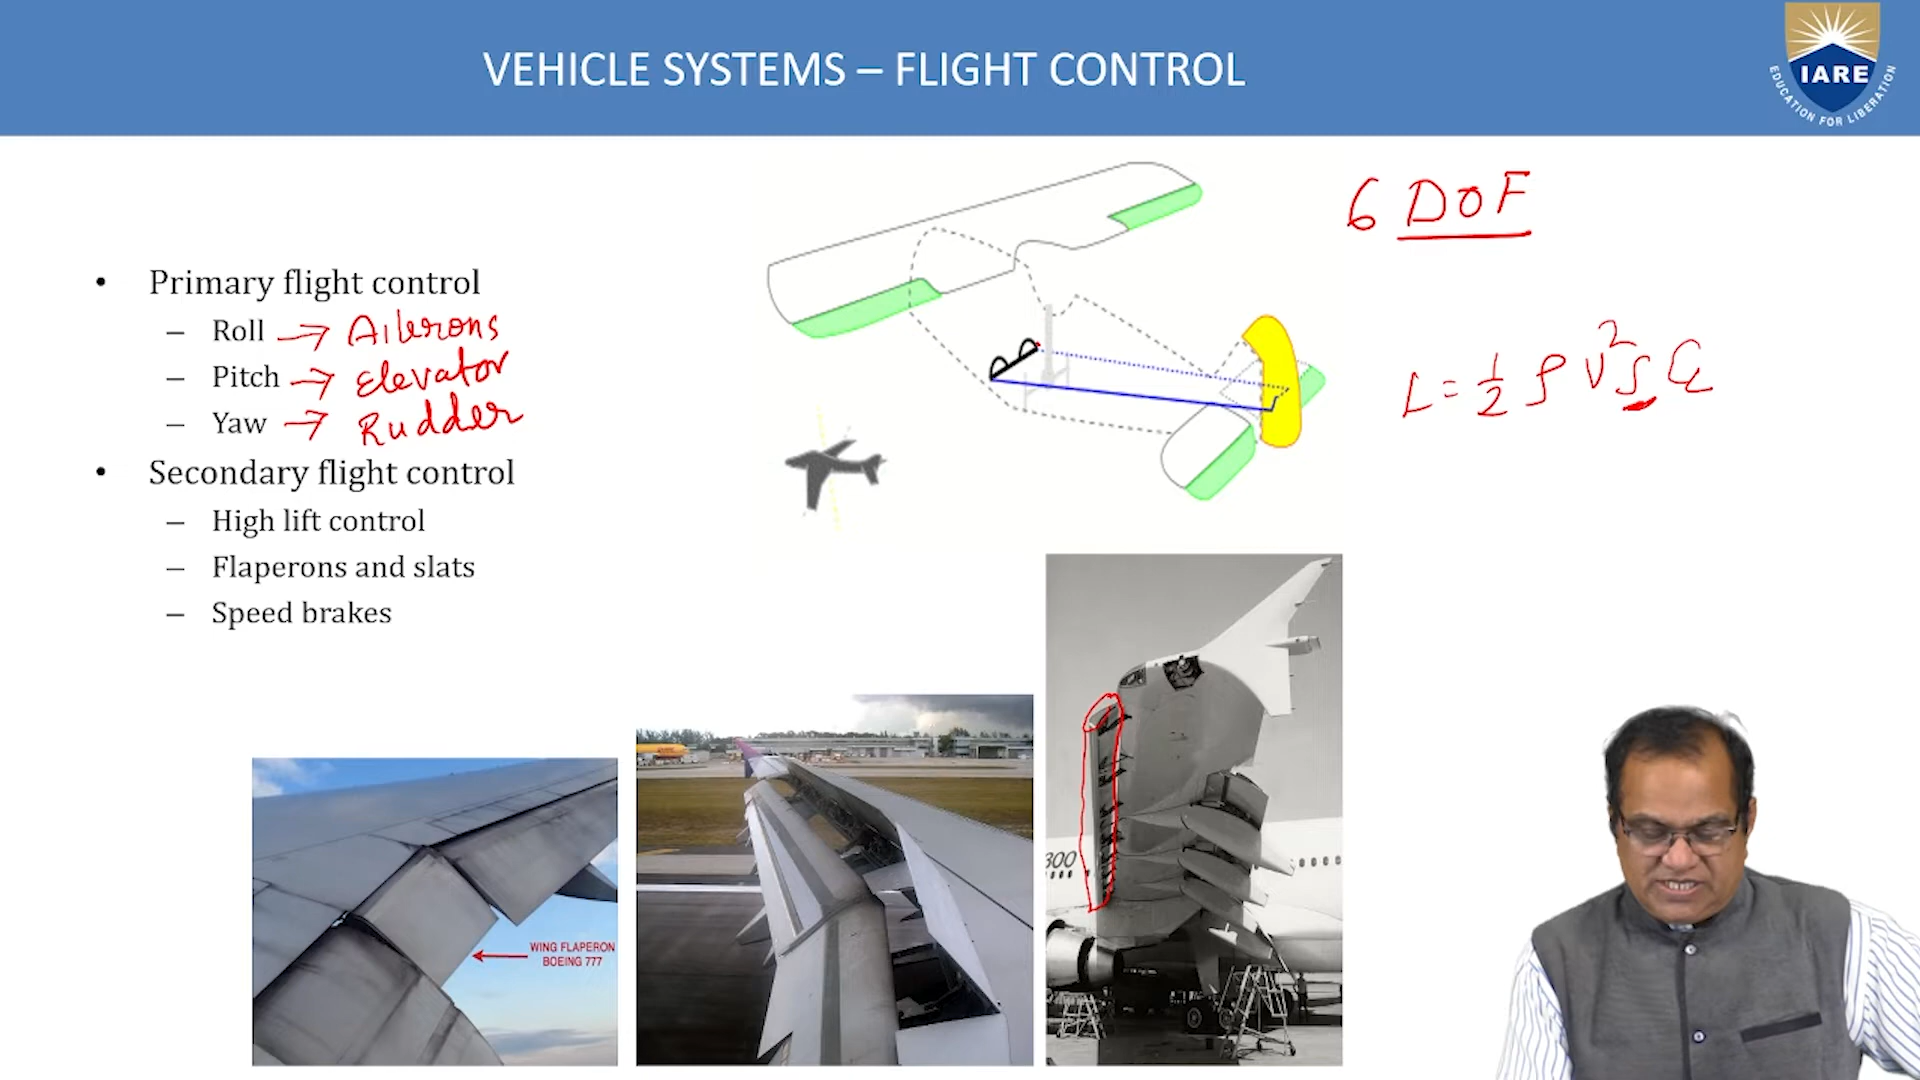 VEHICLE SYSTEMS – FLIGHT CONTROL
IARE
EDUCATION FOR LIBERATION
6 DOF
• Primary flight control
– Roll → Ailerons
– Pitch → Elevator
– Yaw → Rudder
L = 1/2 ρ V² S CL
• Secondary flight control
– High lift control
– Flaperons and slats
– Speed brakes
300
WING FLAPERON
BOEING 777